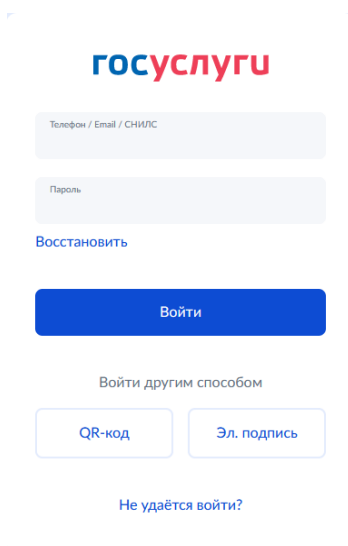 госуслуги
Телефон / Email / СНИЛС
Пароль
Восстановить
Войти
Войти другим способом
QR-код
Эл. подпись
Не удаётся войти?